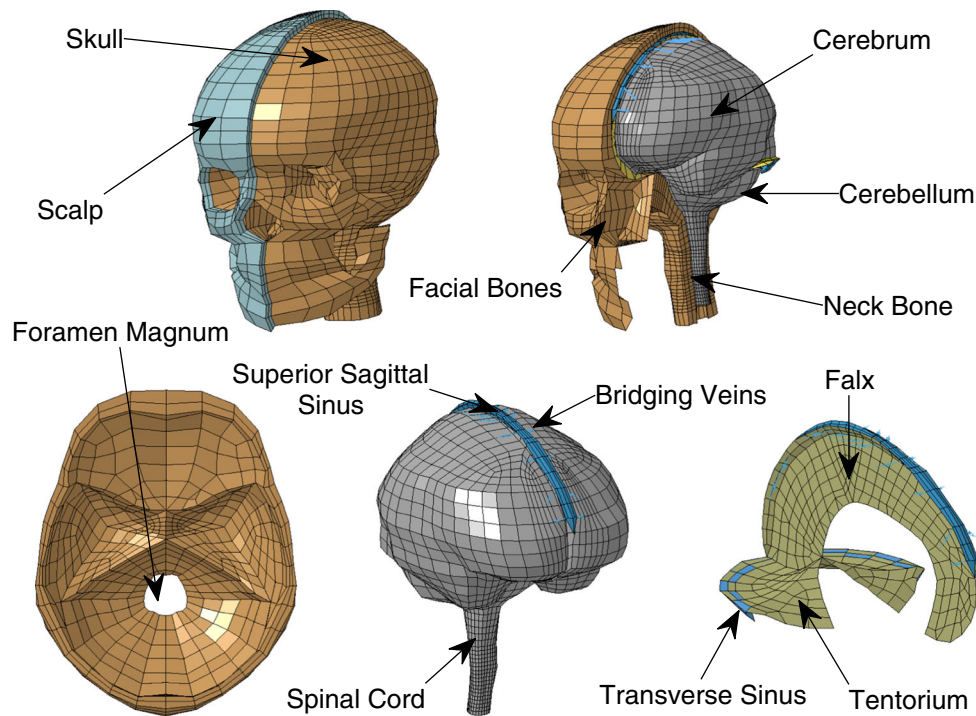 Skull
Cerebrum
Scalp
Cerebellum
Facial Bones
Neck Bone
Foramen Magnum
Superior Sagittal
Sinus
Bridging Veins
Falx
Spinal Cord
Transverse Sinus
Tentorium